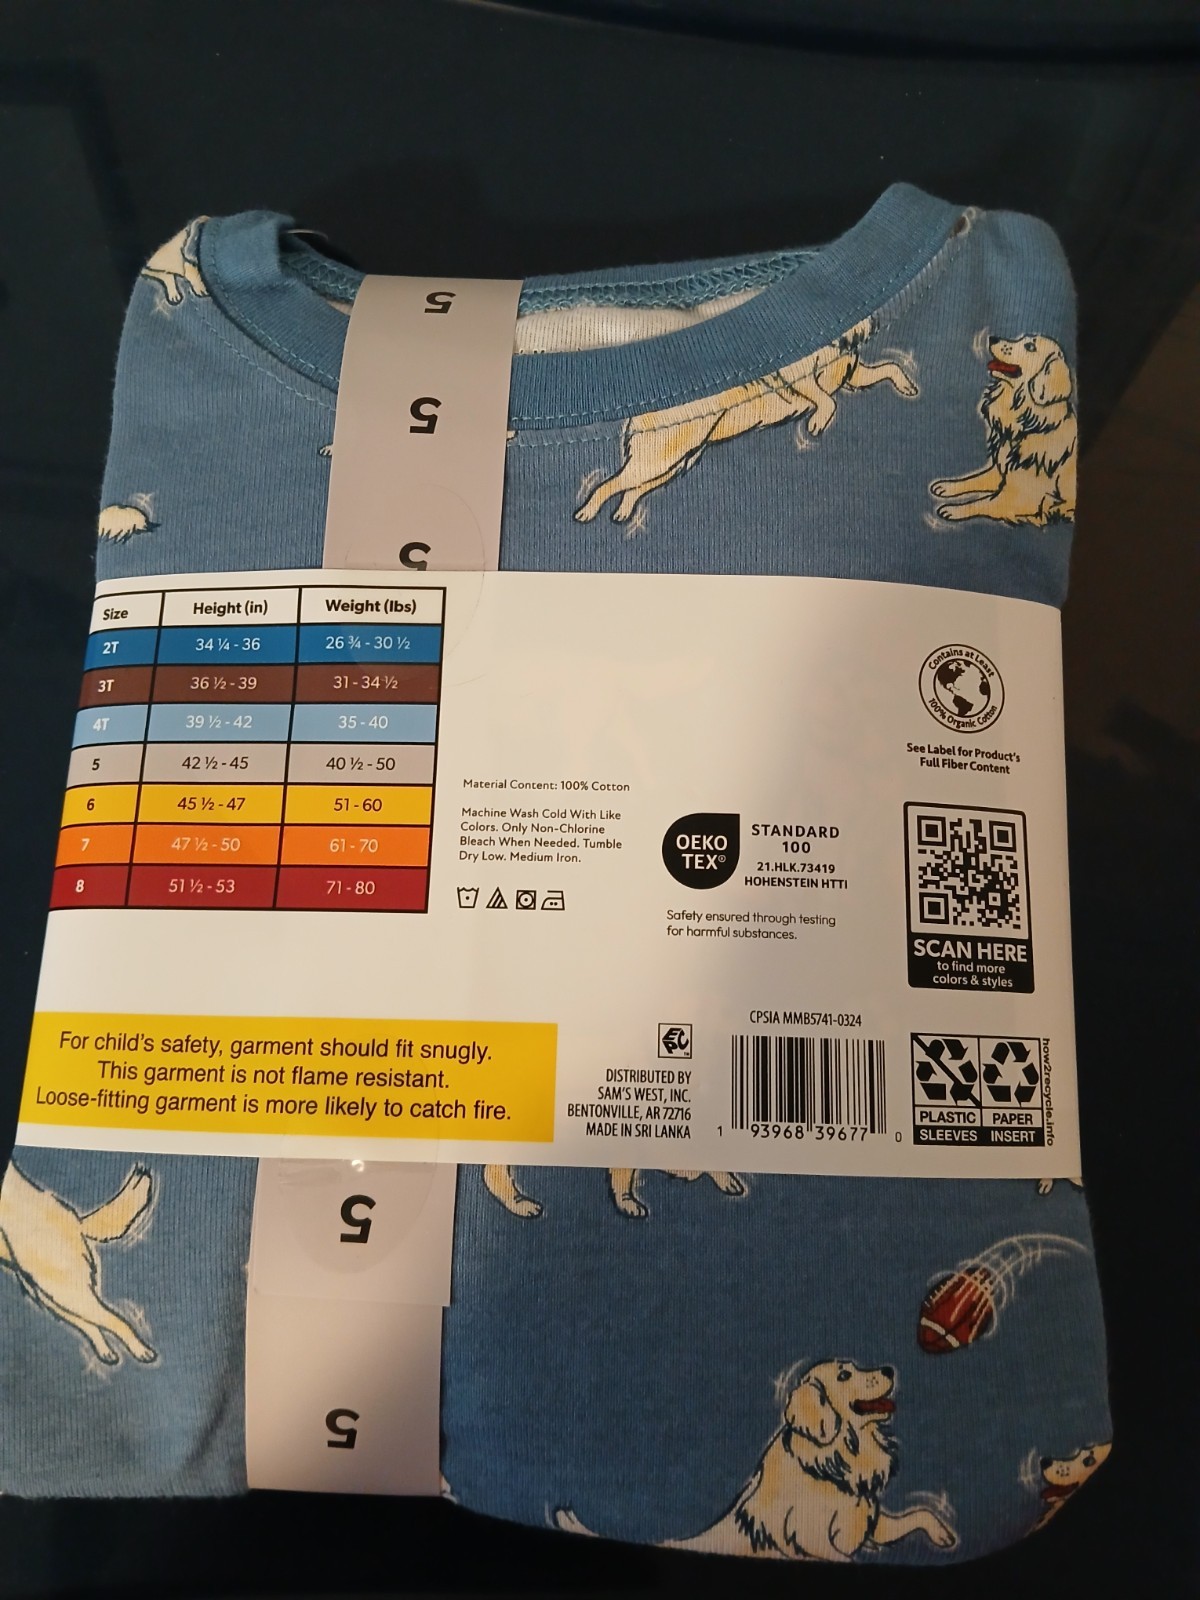 5
5
5
Size Height (in) Weight (lbs)
2T 34 ¼ - 36 26 ¾ - 30 ½
3T 36 ½ - 39 31 - 34 ½
4T 39 ½ - 42 35 - 40
5 42 ½ - 45 40 ½ - 50
6 45 ½ - 47 51 - 60
7 47 ½ - 50 61 - 70
8 51 ½ - 53 71 - 80
Material Content: 100% Cotton
Machine Wash Cold With Like
Colors. Only Non-Chlorine
Bleach When Needed. Tumble
Dry Low. Medium Iron.
OEKO
TEX®
STANDARD
100
21.HLK.73419
HOHENSTEIN HTTI
Safety ensured through testing
for harmful substances.
Contains at Least
100% Organic Cotton
See Label for Product's
Full Fiber Content
SCAN HERE
to find more
colors & styles
For child's safety, garment should fit snugly.
This garment is not flame resistant.
Loose-fitting garment is more likely to catch fire.
EPC™
DISTRIBUTED BY
SAM'S WEST, INC.
BENTONVILLE, AR 72716
MADE IN SRI LANKA
CPSIA MMB5741-0324
1 93968 39677 0
PLASTIC PAPER
SLEEVES INSERT
how2recycle.info
5
5